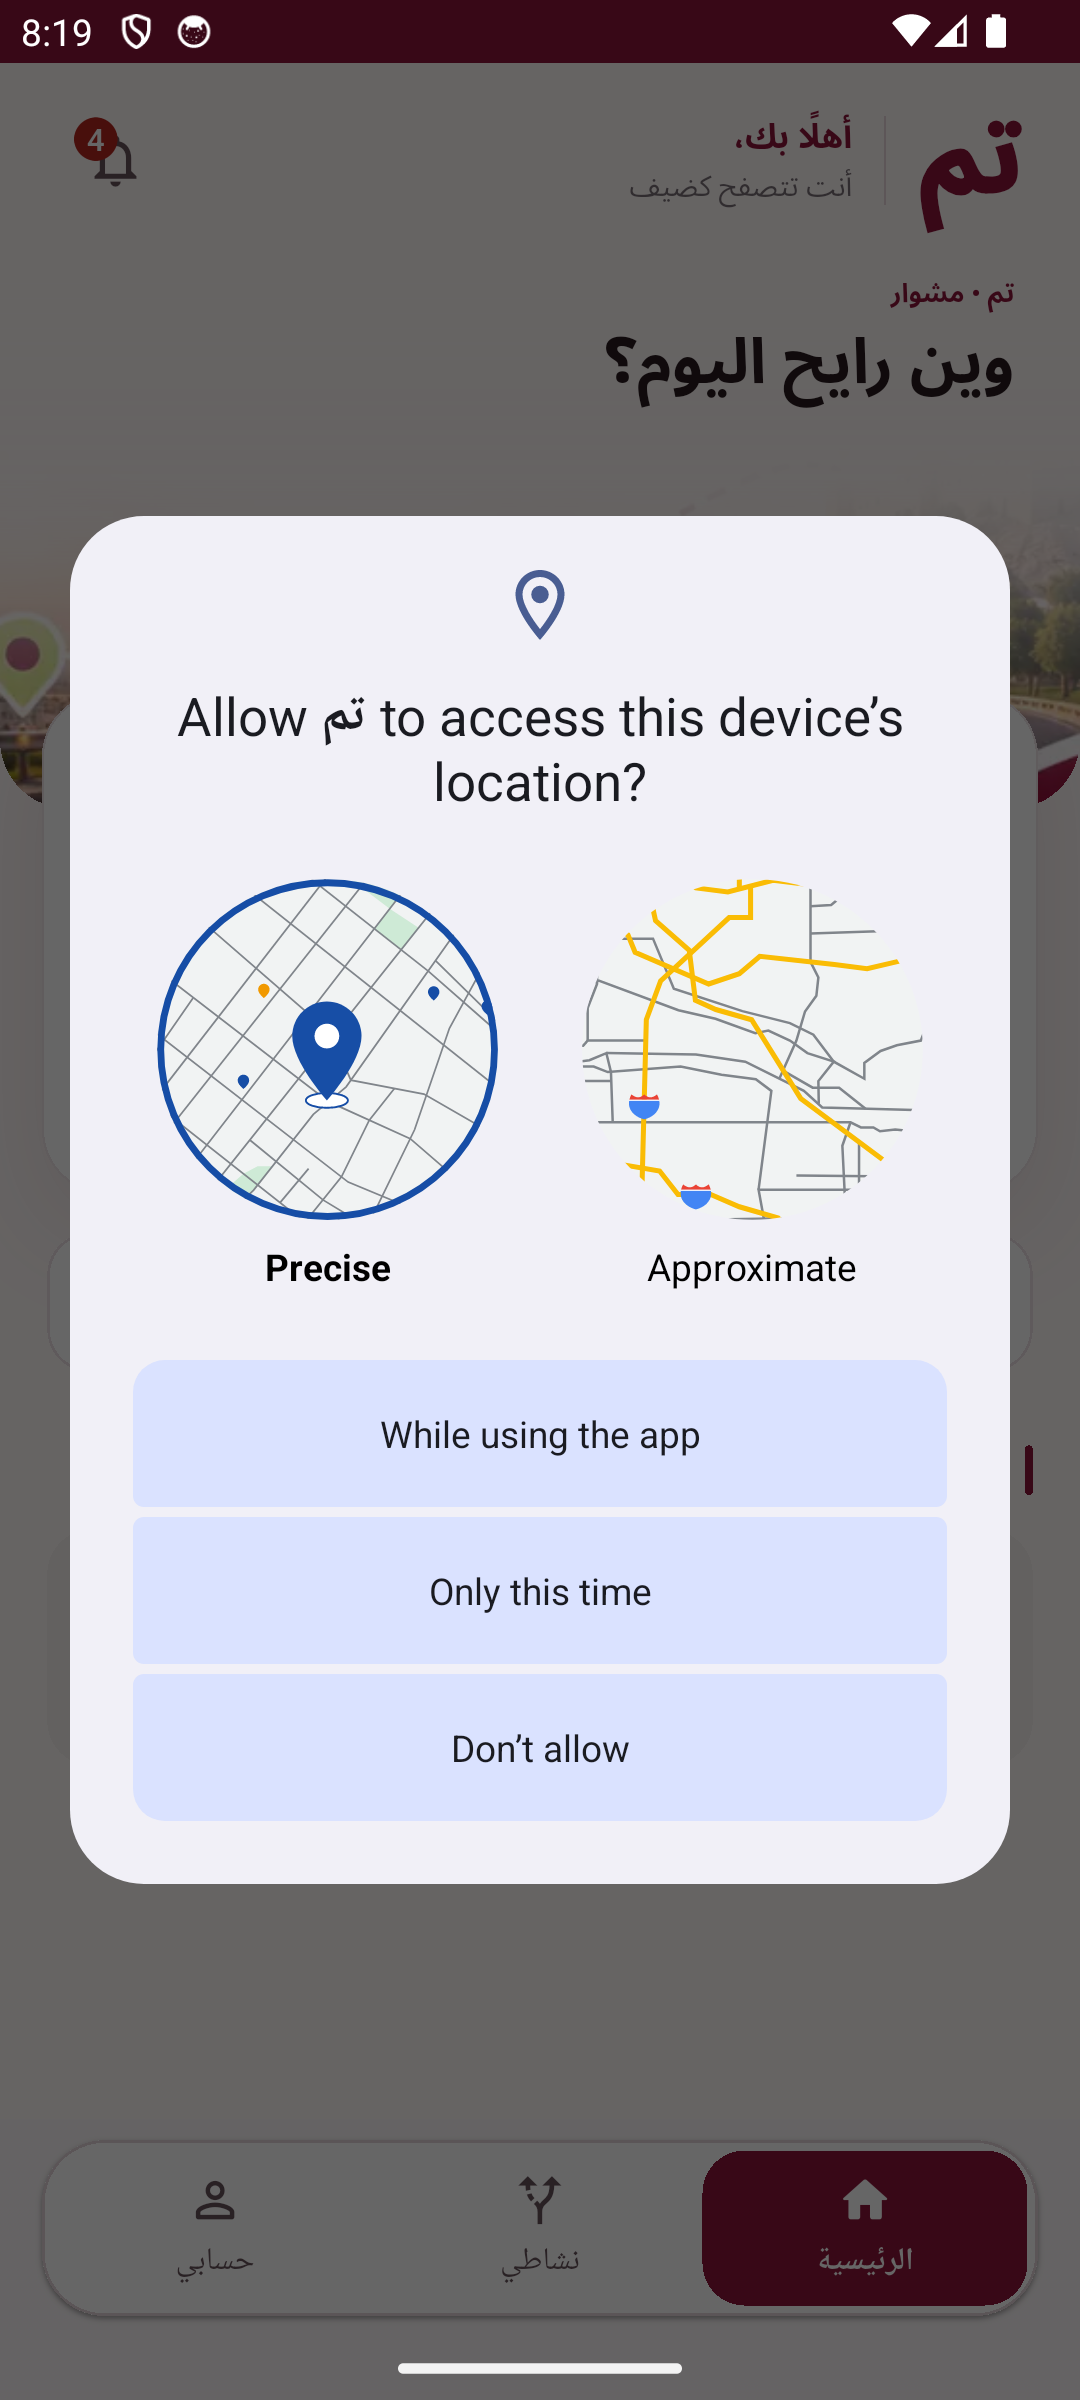 8:19
4
أهلًا بك،
أنت تتصفح كضيف
تم
تم • مشوار
وين رايح اليوم؟
Allow تم to access this device’s
location?
Precise
Approximate
While using the app
Only this time
Don’t allow
الرئيسية
نشاطي
حسابي